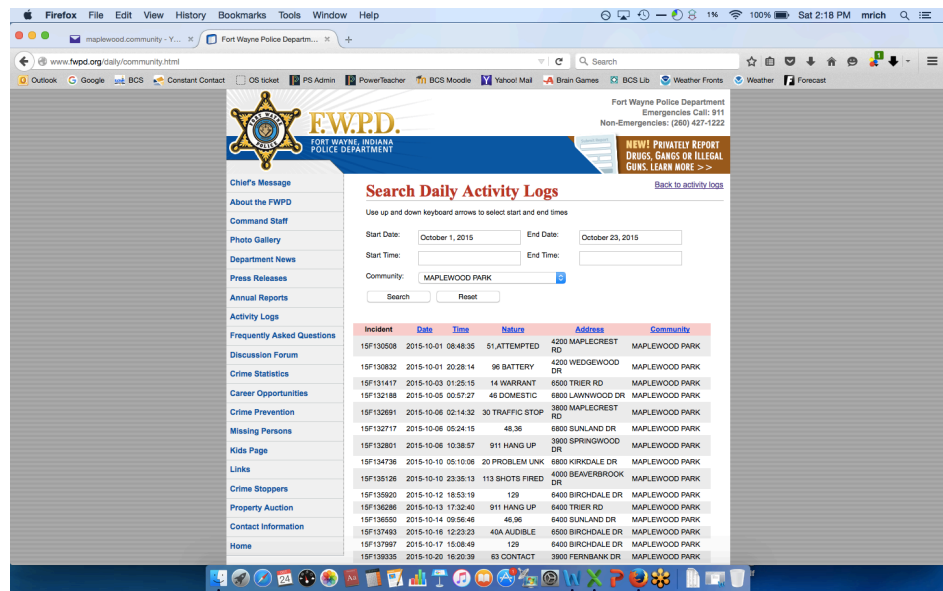 Firefox File Edit View History Bookmarks Tools Window Help 1% 100% Sat 2:18 PM mrich
maplewood.community - Y... × Fort Wayne Police Departm... × +
www.fwpd.org/daily/community.html Search
Outlook Google BCS Constant Contact OS ticket PS Admin PowerTeacher BCS Moodle Yahoo! Mail Brain Games BCS Lib Weather Fronts Weather Forecast
Fort Wayne Police Department
Emergencies Call: 911
Non-Emergencies: (260) 427-1222
F.W.P.D.
FORT WAYNE, INDIANA
POLICE DEPARTMENT
NEW! PRIVATELY REPORT
DRUGS, GANGS OR ILLEGAL
GUNS. LEARN MORE > >
Chief's Message
About the FWPD
Command Staff
Photo Gallery
Department News
Press Releases
Annual Reports
Activity Logs
Frequently Asked Questions
Discussion Forum
Crime Statistics
Career Opportunities
Crime Prevention
Missing Persons
Kids Page
Links
Crime Stoppers
Property Auction
Contact Information
Home
Back to activity logs
Search Daily Activity Logs
Use up and down keyboard arrows to select start and end times
Start Date: October 1, 2015 End Date: October 23, 2015
Start Time: End Time:
Community: MAPLEWOOD PARK
Search Reset
Incident Date Time Nature Address Community
15F130508 2015-10-01 08:48:35 51,ATTEMPTED 4200 MAPLECREST RD MAPLEWOOD PARK
15F130832 2015-10-01 20:28:14 96 BATTERY 4200 WEDGEWOOD DR MAPLEWOOD PARK
15F131417 2015-10-03 01:25:15 14 WARRANT 6500 TRIER RD MAPLEWOOD PARK
15F132188 2015-10-05 00:57:27 46 DOMESTIC 6800 LAWNWOOD DR MAPLEWOOD PARK
15F132691 2015-10-06 02:14:32 30 TRAFFIC STOP 3800 MAPLECREST RD MAPLEWOOD PARK
15F132717 2015-10-06 05:24:15 48,36 6800 SUNLAND DR MAPLEWOOD PARK
15F132801 2015-10-06 10:38:57 911 HANG UP 3900 SPRINGWOOD DR MAPLEWOOD PARK
15F134736 2015-10-10 05:10:06 20 PROBLEM UNK 6800 KIRKDALE DR MAPLEWOOD PARK
15F135126 2015-10-10 23:35:13 113 SHOTS FIRED 4000 BEAVERBROOK DR MAPLEWOOD PARK
15F135920 2015-10-12 18:53:19 129 6400 BIRCHDALE DR MAPLEWOOD PARK
15F136286 2015-10-13 17:32:40 911 HANG UP 6400 TRIER RD MAPLEWOOD PARK
15F136550 2015-10-14 09:56:46 46,96 6400 SUNLAND DR MAPLEWOOD PARK
15F137493 2015-10-16 12:23:23 40A AUDIBLE 6500 BIRCHDALE DR MAPLEWOOD PARK
15F137997 2015-10-17 15:08:49 129 6400 BIRCHDALE DR MAPLEWOOD PARK
15F139335 2015-10-20 16:20:39 63 CONTACT 3900 FERNBANK DR MAPLEWOOD PARK